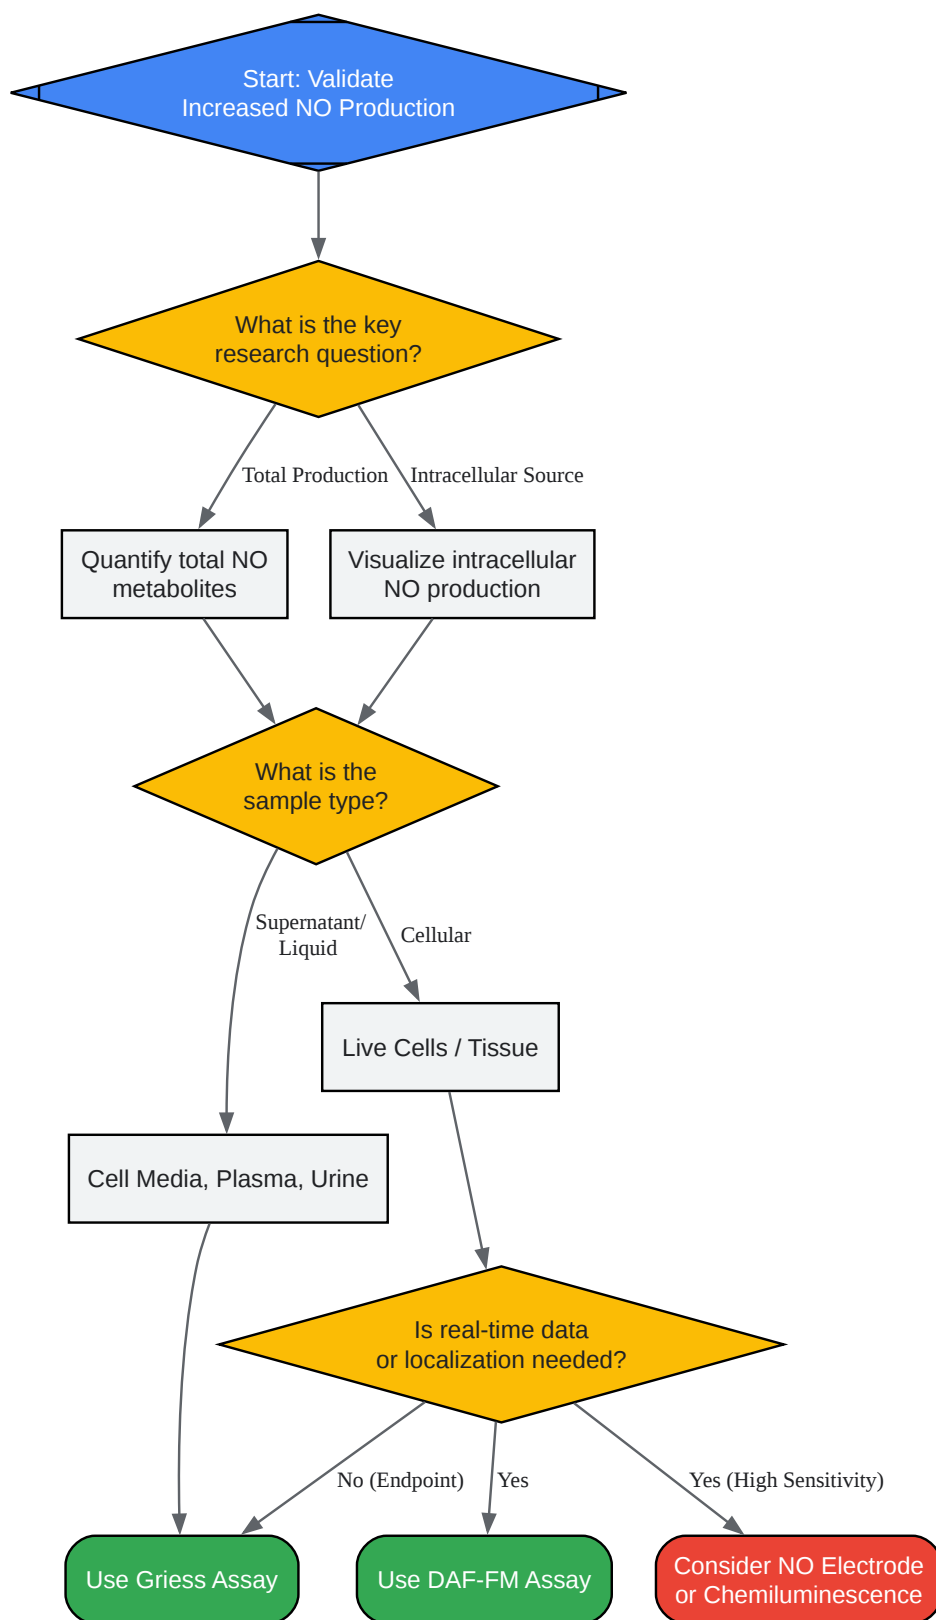 Start: Validate
Increased NO Production
What is the key
research question?
Total Production
Intracellular Source
Quantify total NO
metabolites
Visualize intracellular
NO production
What is the
sample type?
Supernatant/
Liquid
Cellular
Live Cells / Tissue
Cell Media, Plasma, Urine
Is real-time data
or localization needed?
No (Endpoint)
Yes
Yes (High Sensitivity)
Use Griess Assay
Use DAF-FM Assay
Consider NO Electrode
or Chemiluminescence